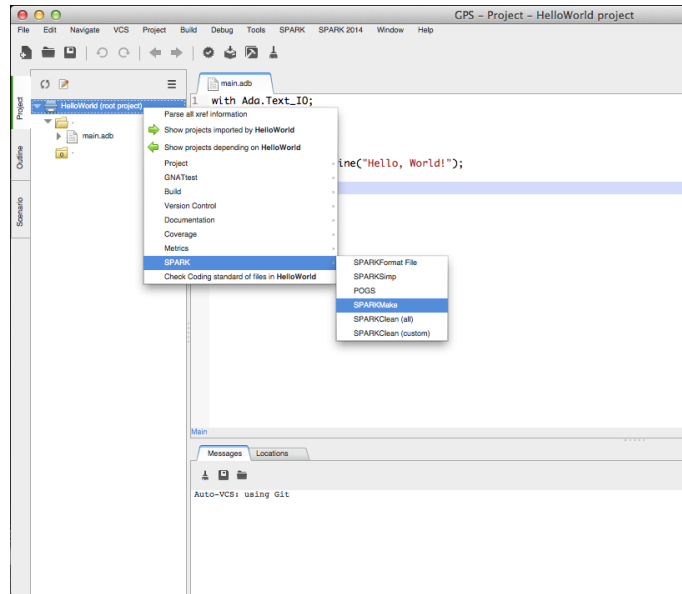 GPS - Project - HelloWorld project
File Edit Navigate VCS Project Build Debug Tools SPARK SPARK 2014 Window Help
Project
Outline
Scenario
HelloWorld (root project)
.
main.adb
.
main.adb
1 with Ada.Text_IO;
ine("Hello, World!");
Parse all xref information
Show projects imported by HelloWorld
Show projects depending on HelloWorld
Project
GNATtest
Build
Version Control
Documentation
Coverage
Metrics
SPARK
Check Coding standard of files in HelloWorld
SPARKFormat File
SPARKSimp
POGS
SPARKMake
SPARKClean (all)
SPARKClean (custom)
Main
Messages Locations
Auto-VCS: using Git